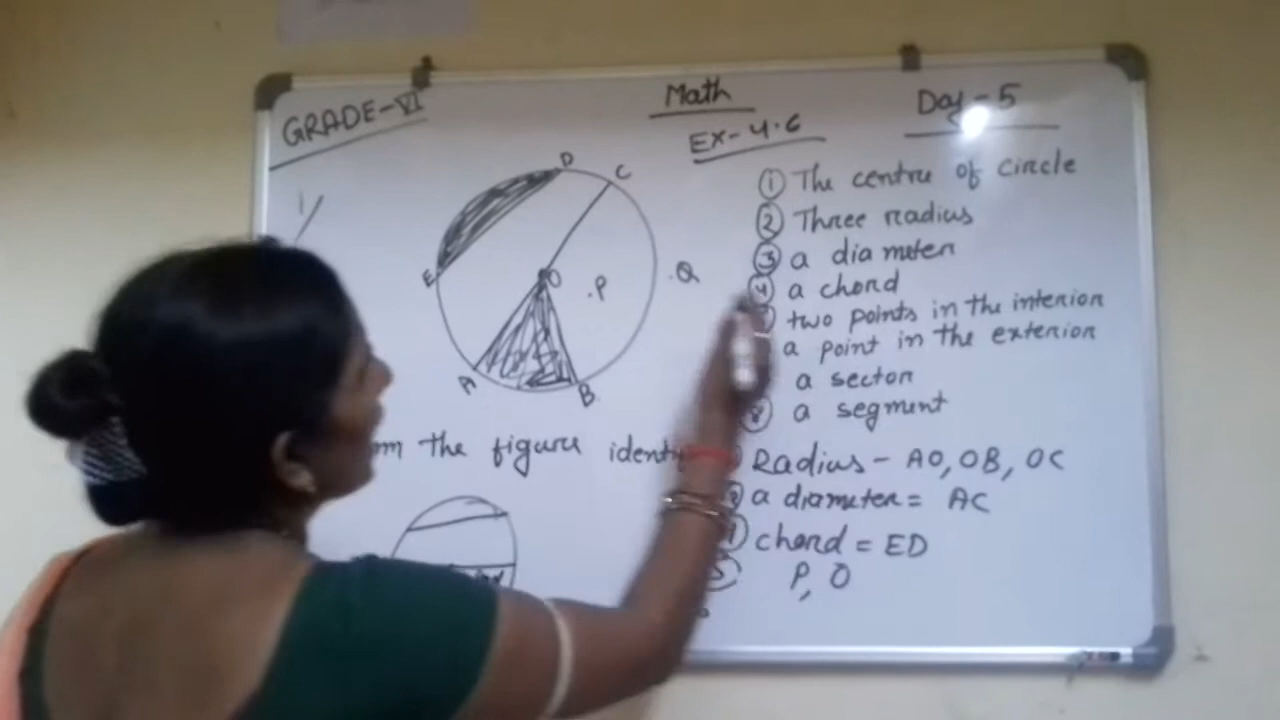 GRADE-VI
Math
Day-5
EX-4.6
D
C
E
O
.P
.Q
A
B
① The centre of circle
② Three radius
③ a diameter
④ a chord
two points in the interior
a point in the exterior
a sector
⑧ a segment
the figure identify
Radius - AO, OB, OC
a diameter = AC
chord = ED
P, O